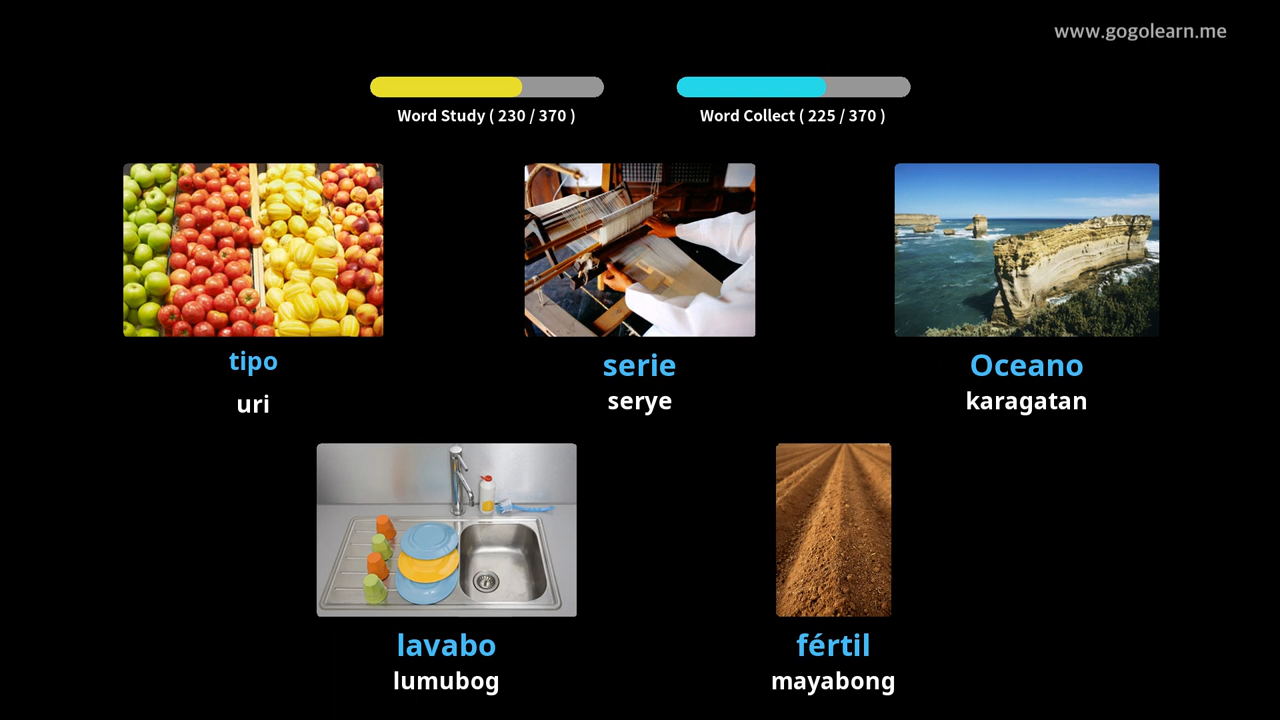 www.gogolearn.me
Word Study ( 230 / 370 )
Word Collect ( 225 / 370 )
tipo
uri
serie
serye
Oceano
karagatan
lavabo
lumubog
fértil
mayabong